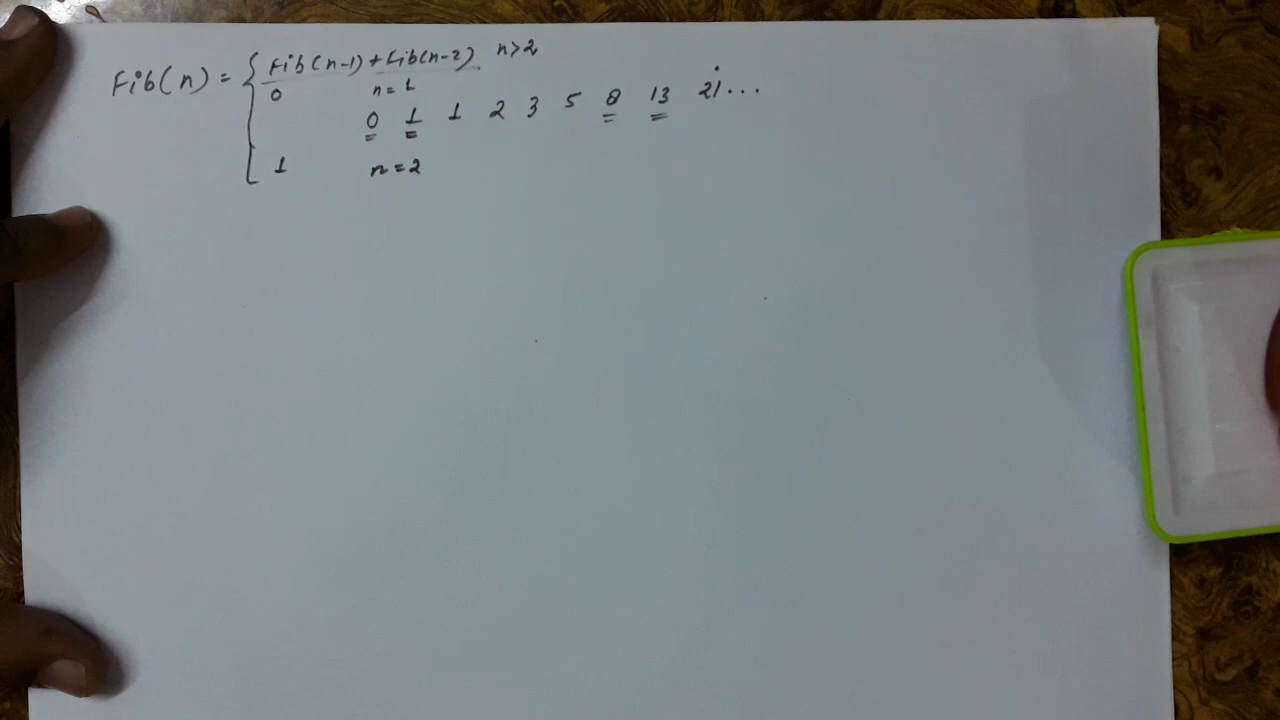 Fib(n) = { Fib(n-1) + Fib(n-2) n>2
0 n=1
0 1 1 2 3 5 8 13 21...
1 n=2